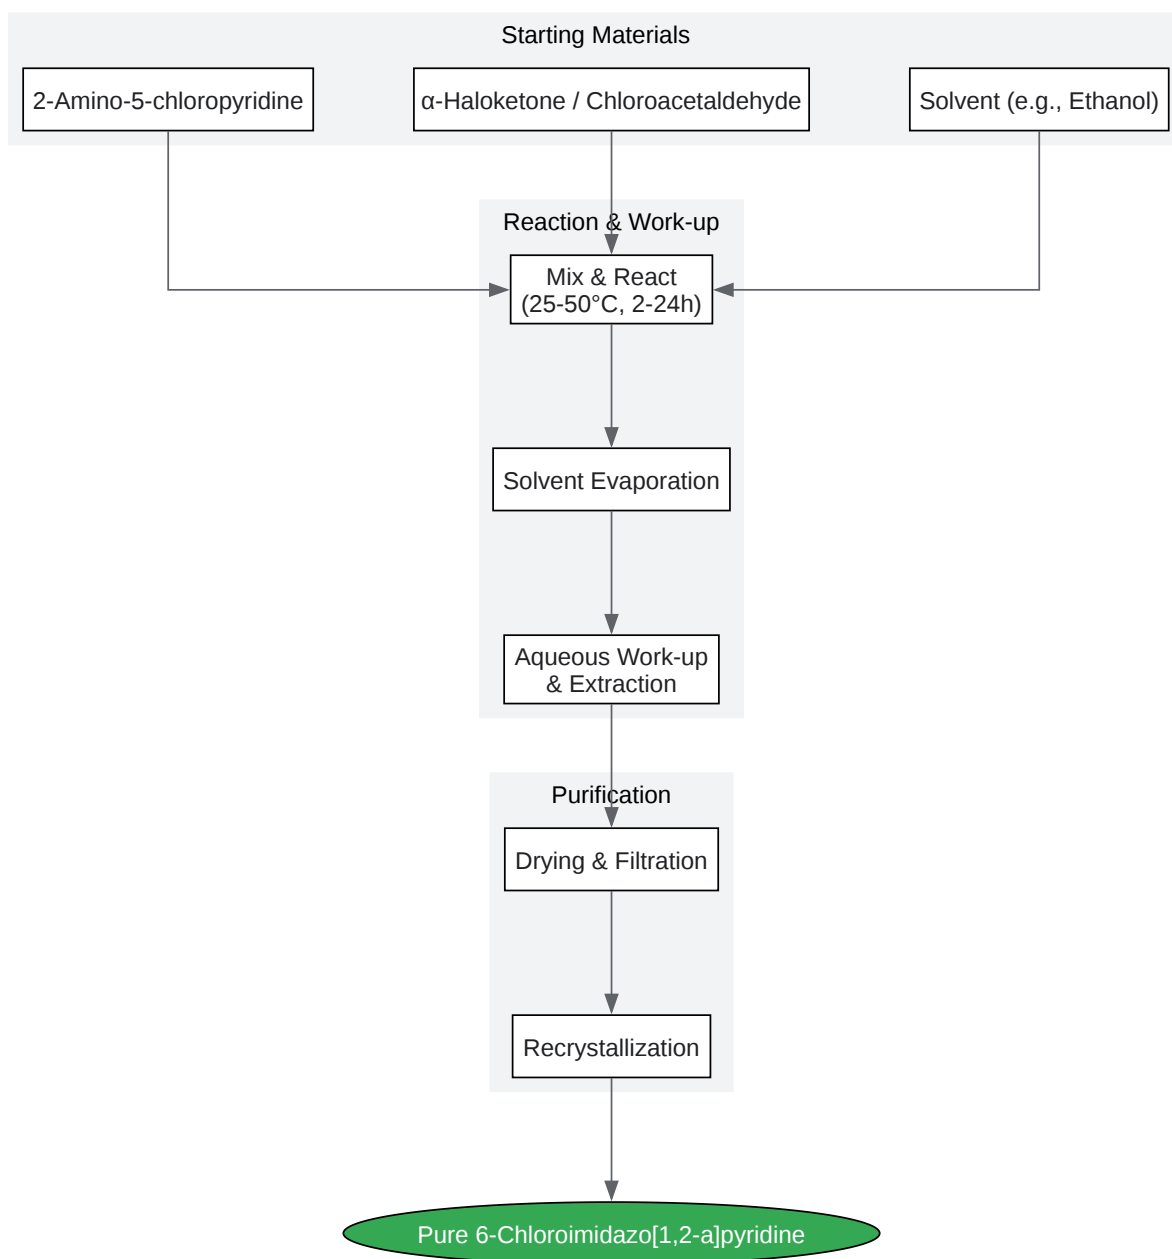 Starting Materials
2-Amino-5-chloropyridine
α-Haloketone / Chloroacetaldehyde
Solvent (e.g., Ethanol)
Reaction & Work-up
Mix & React
(25-50°C, 2-24h)
Solvent Evaporation
Aqueous Work-up
& Extraction
Purification
Drying & Filtration
Recrystallization
Pure 6-Chloroimidazo[1,2-a]pyridine